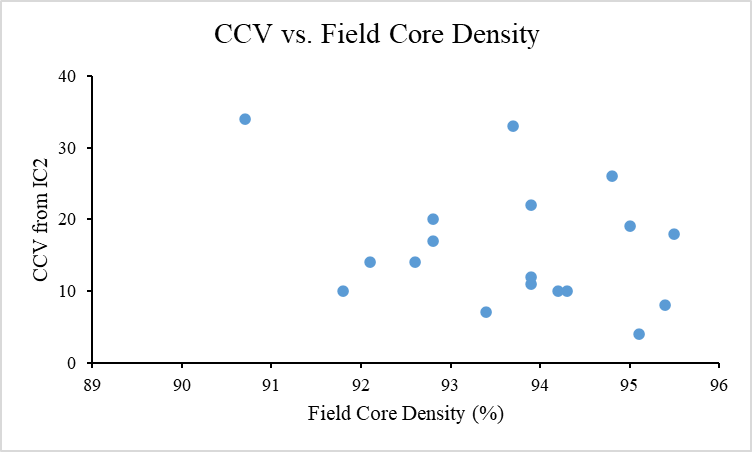 CCV vs. Field Core Density
40
30
20
10
0
CCV from IC2
89 90 91 92 93 94 95 96
Field Core Density (%)